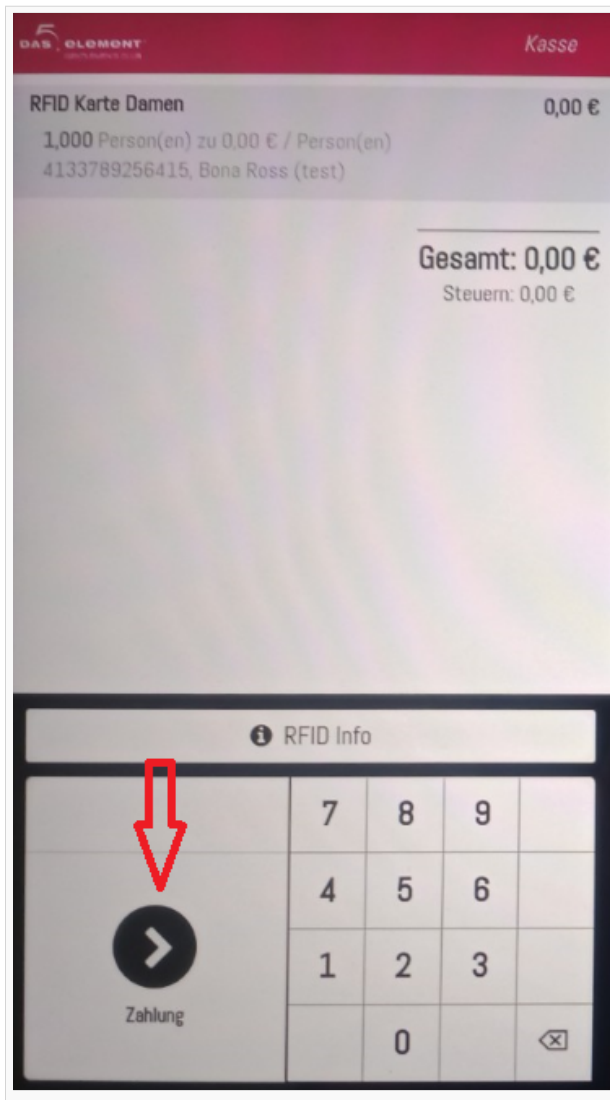 5
DAS element
Kasse
RFID Karte Damen 0,00 €
1,000 Person(en) zu 0,00 € / Person(en)
4133789256415, Bona Ross (test)
Gesamt: 0,00 €
Steuern: 0,00 €
RFID Info
7 8 9
4 5 6
Zahlung
1 2 3
0